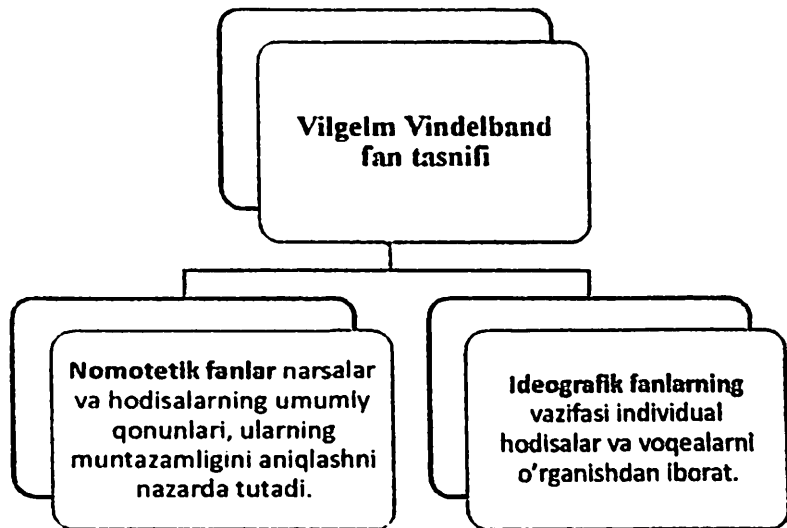 Vilgelm Vindelband
fan tasnifi
Nomotetik fanlar narsalar
va hodisalarning umumly
qonunlari, ularning
muntazamligini aniqlashni
nazarda tutadi.
Ideografik fanlarning
vazifasi individual
hodisalar va voqealarni
o'rganishdan iborat.